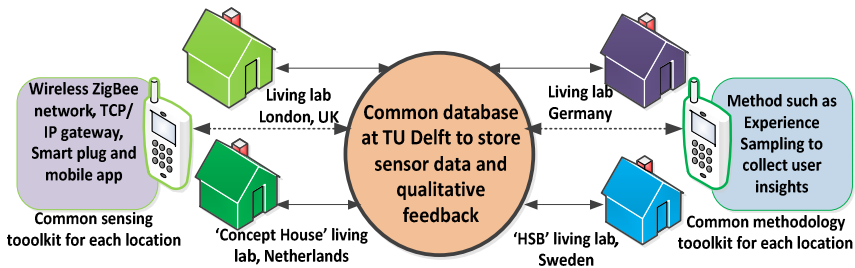 Wireless ZigBee
network, TCP/
IP gateway,
Smart plug and
mobile app
Common sensing
tooolkit for each location
Living lab
London, UK
‘Concept House’ living
lab, Netherlands
Common database
at TU Delft to store
sensor data and
qualitative
feedback
Living lab
Germany
‘HSB’ living lab,
Sweden
Method such as
Experience
Sampling to
collect user
insights
Common methodology
tooolkit for each location